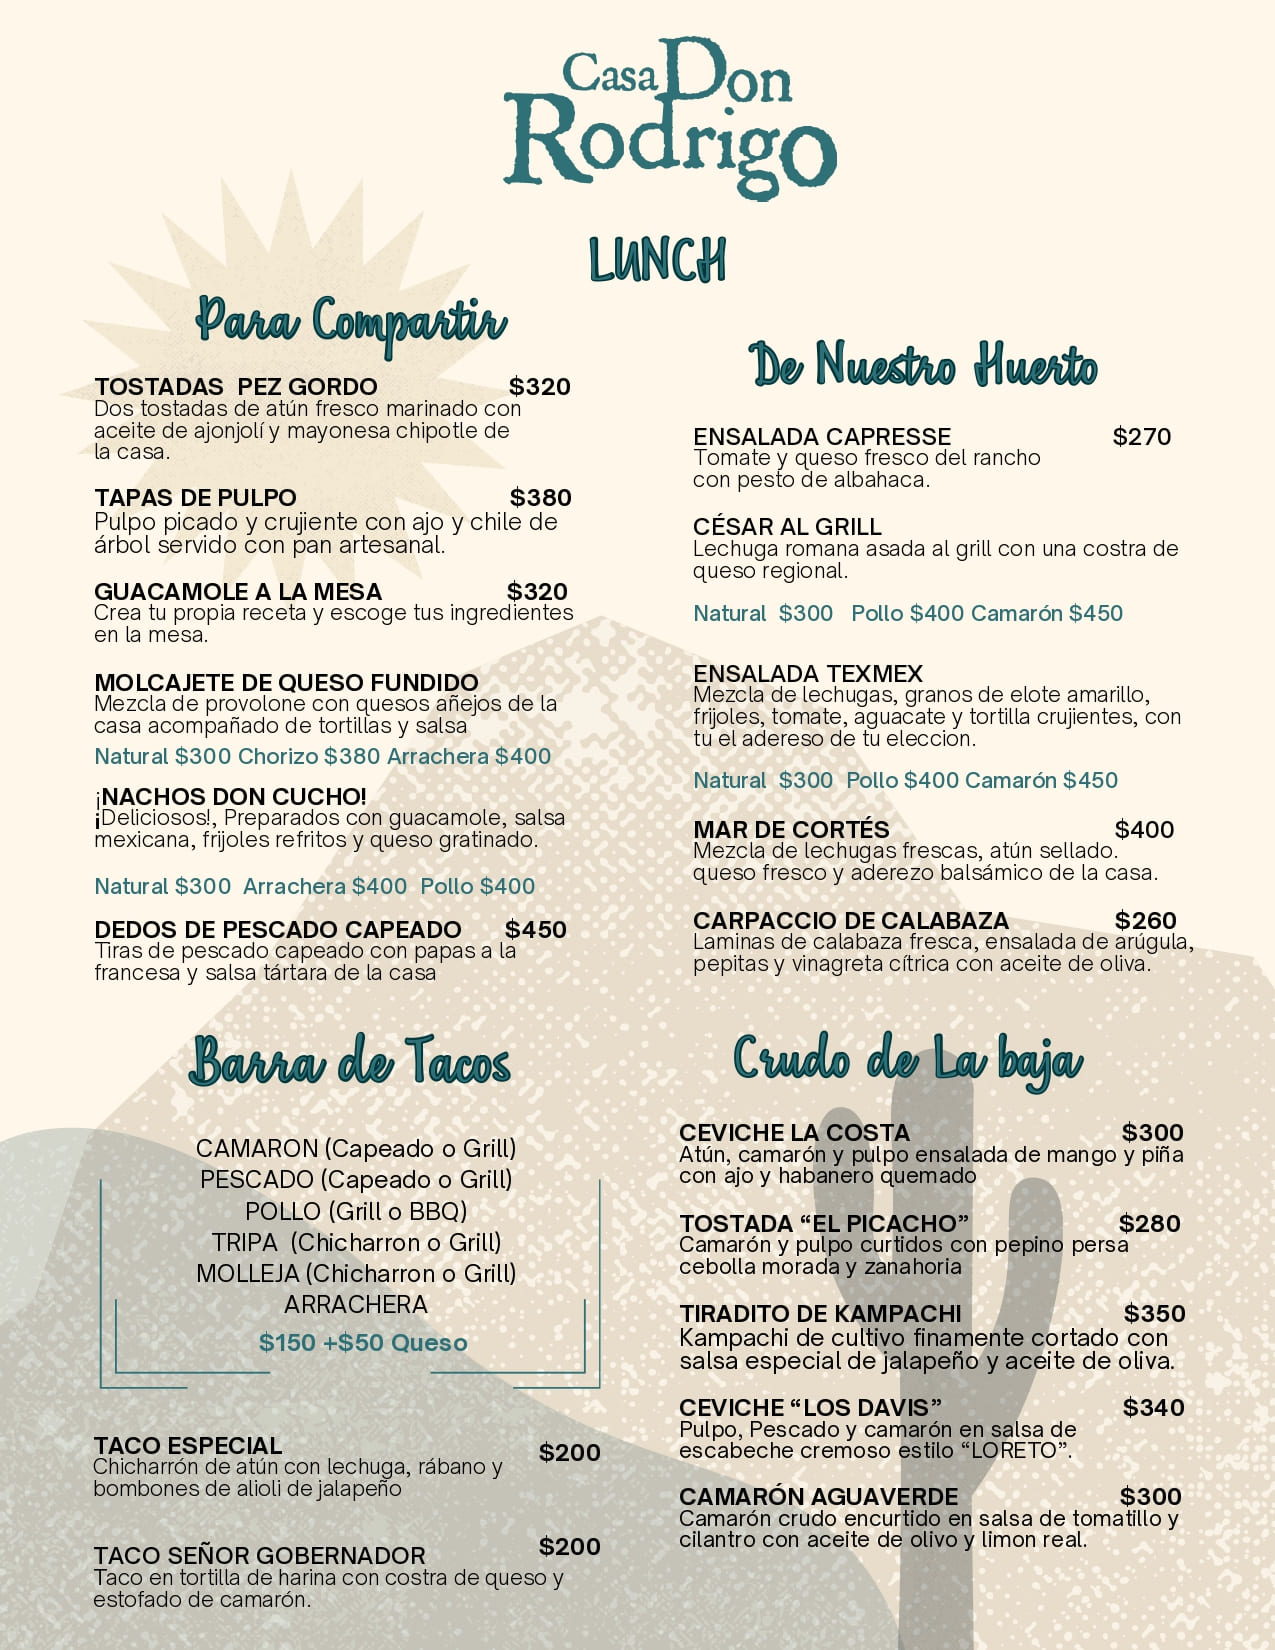 Casa Don
Rodrigo
LUNCH
Para Compartir
TOSTADAS PEZ GORDO $320
Dos tostadas de atún fresco marinado con
aceite de ajonjolí y mayonesa chipotle de
la casa.
TAPAS DE PULPO $380
Pulpo picado y crujiente con ajo y chile de
árbol servido con pan artesanal.
GUACAMOLE A LA MESA $320
Crea tu propia receta y escoge tus ingredientes
en la mesa.
MOLCAJETE DE QUESO FUNDIDO
Mezcla de provolone con quesos añejos de la
casa acompañado de tortillas y salsa
Natural $300 Chorizo $380 Arrachera $400
¡NACHOS DON CUCHO!
¡Deliciosos!, Preparados con guacamole, salsa
mexicana, frijoles refritos y queso gratinado.
Natural $300 Arrachera $400 Pollo $400
DEDOS DE PESCADO CAPEADO $450
Tiras de pescado capeado con papas a la
francesa y salsa tártara de la casa
De Nuestro Huerto
ENSALADA CAPRESSE $270
Tomate y queso fresco del rancho
con pesto de albahaca.
CÉSAR AL GRILL
Lechuga romana asada al grill con una costra de
queso regional.
Natural $300 Pollo $400 Camarón $450
ENSALADA TEXMEX
Mezcla de lechugas, granos de elote amarillo,
frijoles, tomate, aguacate y tortilla crujientes, con
tu el adereso de tu eleccion.
Natural $300 Pollo $400 Camarón $450
MAR DE CORTÉS $400
Mezcla de lechugas frescas, atún sellado.
queso fresco y aderezo balsámico de la casa.
CARPACCIO DE CALABAZA $260
Laminas de calabaza fresca, ensalada de arúgula,
pepitas y vinagreta cítrica con aceite de oliva.
Barra de Tacos
CAMARON (Capeado o Grill)
PESCADO (Capeado o Grill)
POLLO (Grill o BBQ)
TRIPA (Chicharron o Grill)
MOLLEJA (Chicharron o Grill)
ARRACHERA
$150 +$50 Queso
TACO ESPECIAL $200
Chicharrón de atún con lechuga, rábano y
bombones de alioli de jalapeño
TACO SEÑOR GOBERNADOR $200
Taco en tortilla de harina con costra de queso y
estofado de camarón.
Crudo de La baja
CEVICHE LA COSTA $300
Atún, camarón y pulpo ensalada de mango y piña
con ajo y habanero quemado
TOSTADA “EL PICACHO” $280
Camarón y pulpo curtidos con pepino persa
cebolla morada y zanahoria
TIRADITO DE KAMPACHI $350
Kampachi de cultivo finamente cortado con
salsa especial de jalapeño y aceite de oliva.
CEVICHE “LOS DAVIS” $340
Pulpo, Pescado y camarón en salsa de
escabeche cremoso estilo “LORETO”.
CAMARÓN AGUAVERDE $300
Camarón crudo encurtido en salsa de tomatillo y
cilantro con aceite de olivo y limon real.